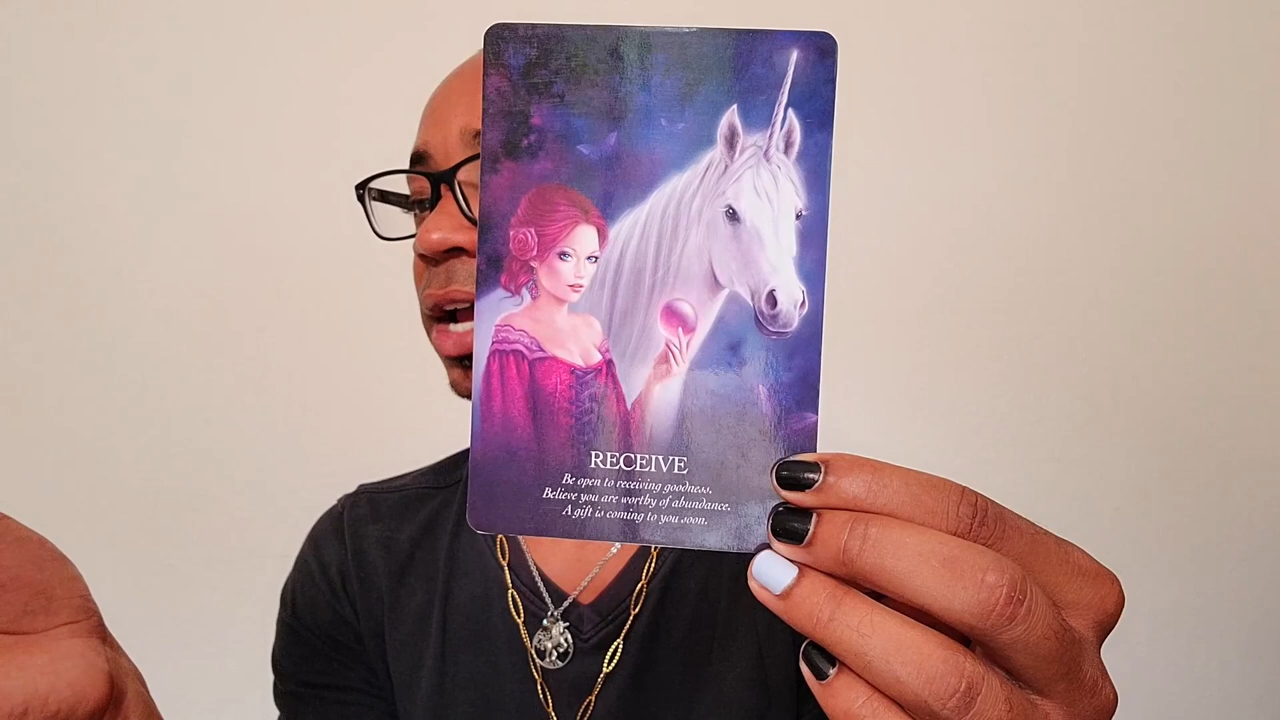 RECEIVE
Be open to receiving goodness.
Believe you are worthy of abundance.
A gift is coming to you soon.